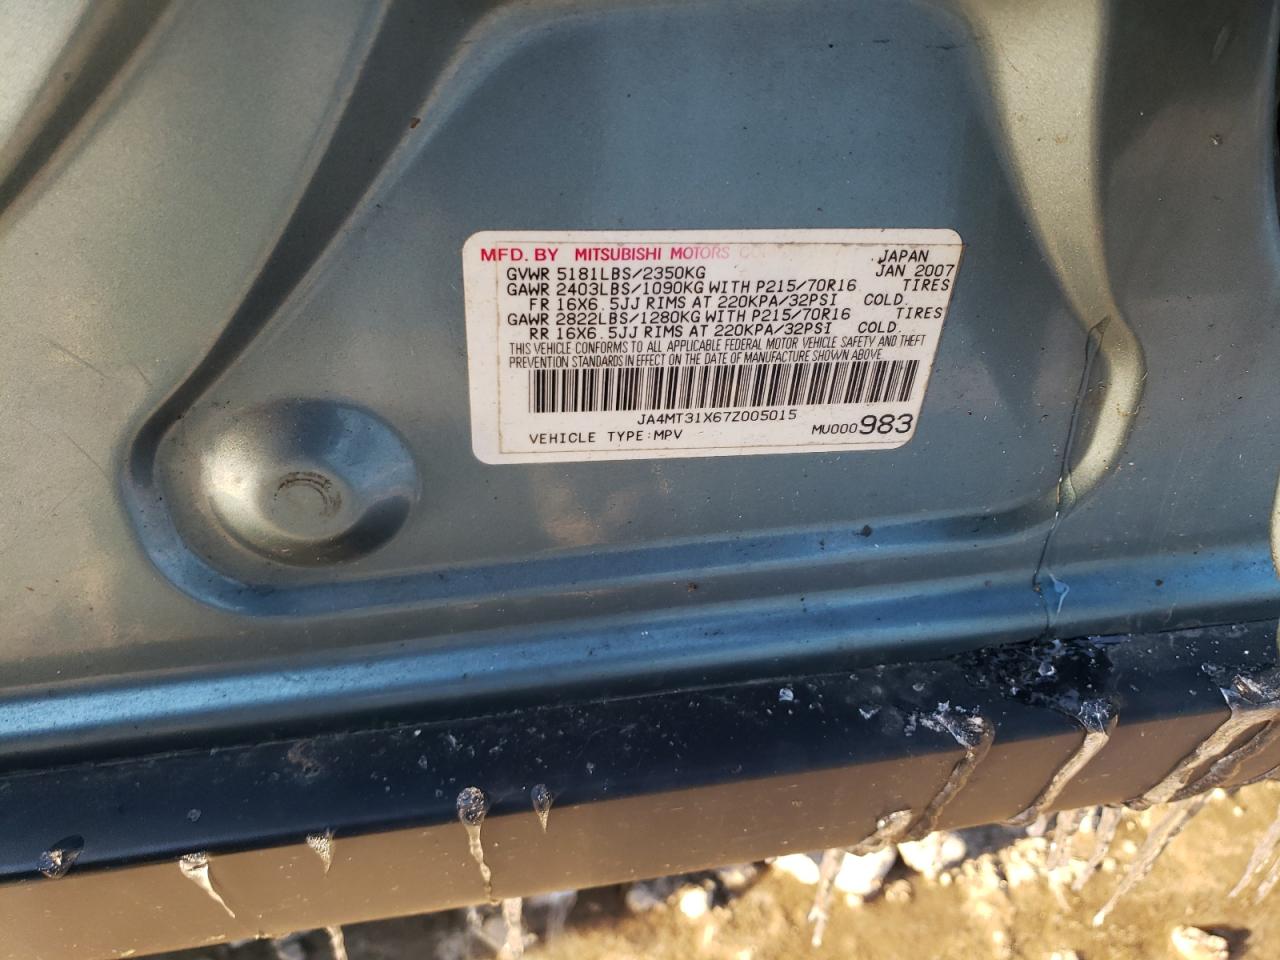 MFD. BY MITSUBISHI MOTORS JAPAN
GVWR 5181LBS/2350KG JAN 2007
GAWR 2403LBS/1090KG WITH P215/70R16 TIRES
FR 16X6.5JJ RIMS AT 220KPA/32PSI COLD.
GAWR 2822LBS/1280KG WITH P215/70R16 TIRES
RR 16X6.5JJ RIMS AT 220KPA/32PSI COLD.
THIS VEHICLE CONFORMS TO ALL APPLICABLE FEDERAL MOTOR VEHICLE SAFETY AND THEFT
PREVENTION STANDARDS IN EFFECT ON THE DATE OF MANUFACTURE SHOWN ABOVE
JA4MT31X67Z005015
VEHICLE TYPE:MPV MU000983